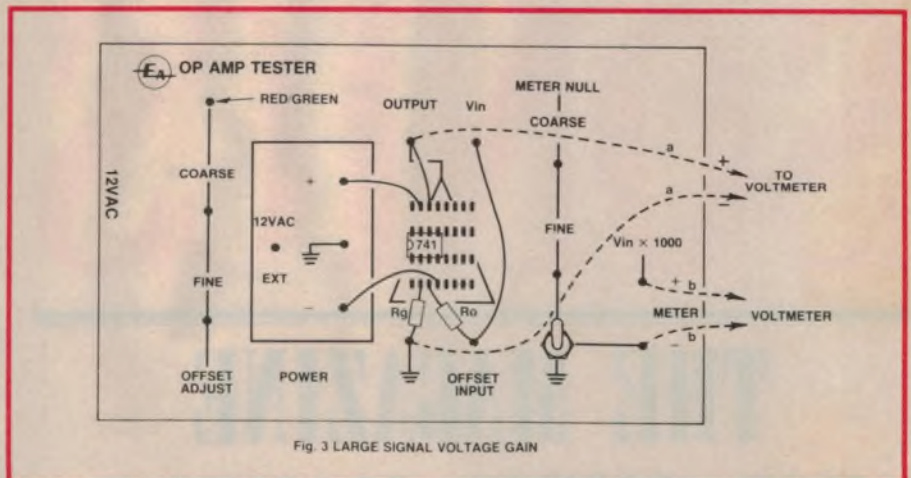 EA OP AMP TESTER
RED/GREEN
OUTPUT
Vin
METER NULL
COARSE
COARSE
12VAC
+
12VAC
EXT
−
FINE
OFFSET
ADJUST
POWER
741
Rg
Ro
OFFSET
INPUT
FINE
a
+
a
−
TO
VOLTMETER
Vin × 1000
+ b
METER
− b
VOLTMETER
Fig. 3 LARGE SIGNAL VOLTAGE GAIN